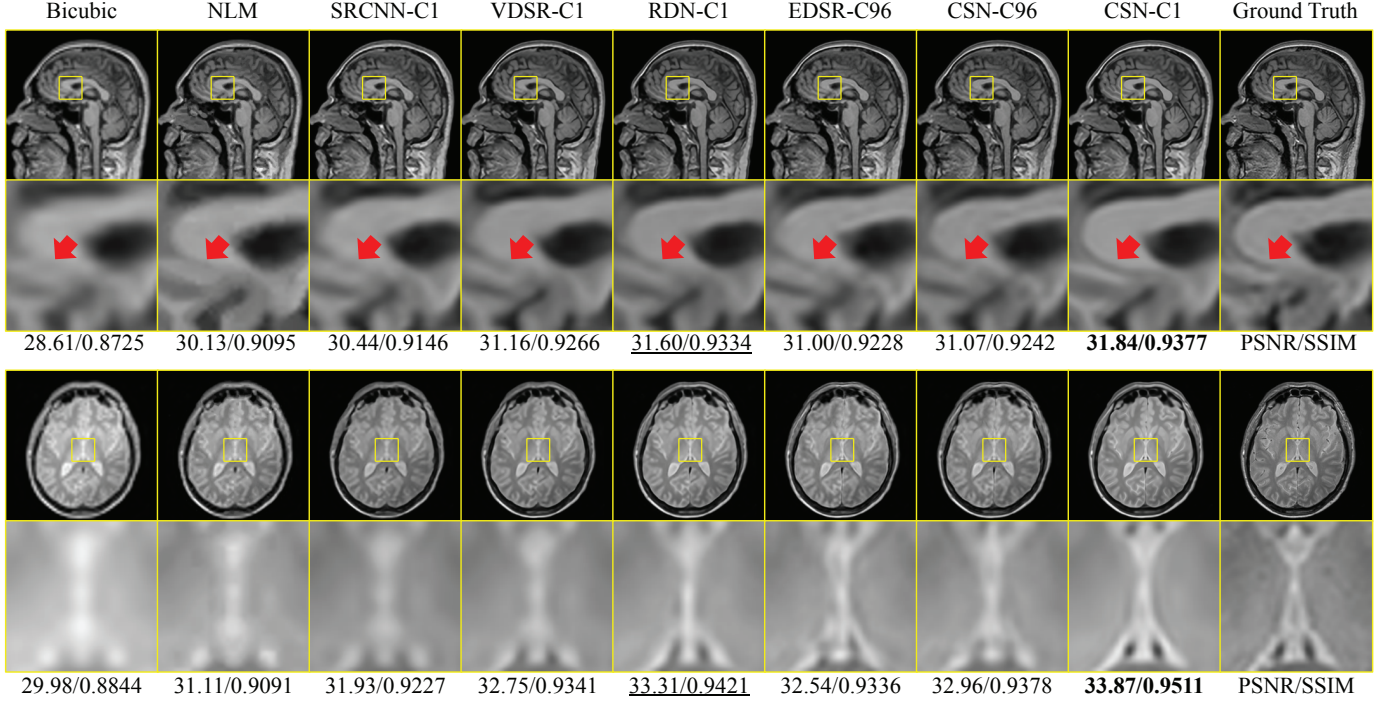 Bicubic NLM SRCNN-C1 VDSR-C1 RDN-C1 EDSR-C96 CSN-C96 CSN-C1 Ground Truth
28.61/0.8725 30.13/0.9095 30.44/0.9146 31.16/0.9266 31.60/0.9334 31.00/0.9228 31.07/0.9242 31.84/0.9377 PSNR/SSIM
29.98/0.8844 31.11/0.9091 31.93/0.9227 32.75/0.9341 33.31/0.9421 32.54/0.9336 32.96/0.9378 33.87/0.9511 PSNR/SSIM